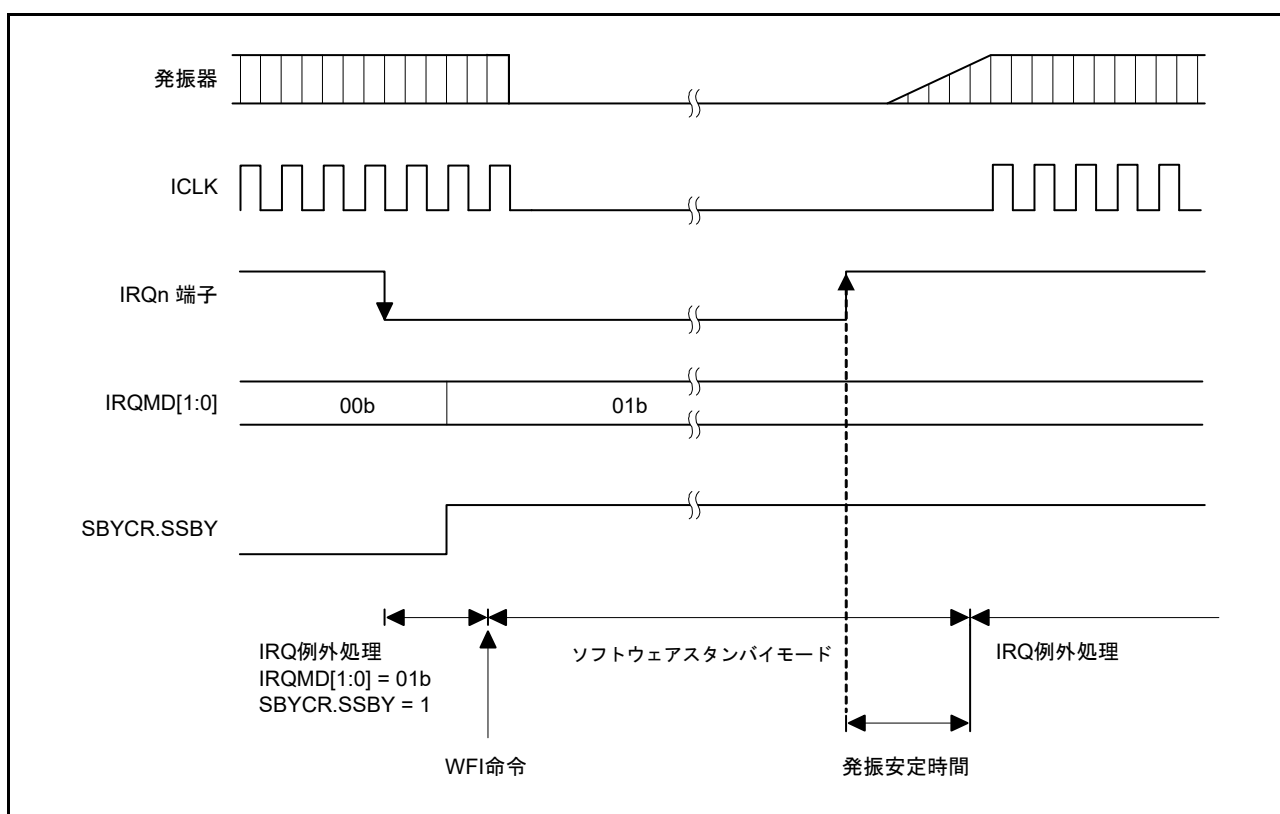 発振器
ICLK
IRQn 端子
IRQMD[1:0]
00b
01b
SBYCR.SSBY
IRQ例外処理
IRQMD[1:0] = 01b
SBYCR.SSBY = 1
ソフトウェアスタンバイモード
IRQ例外処理
WFI命令
発振安定時間